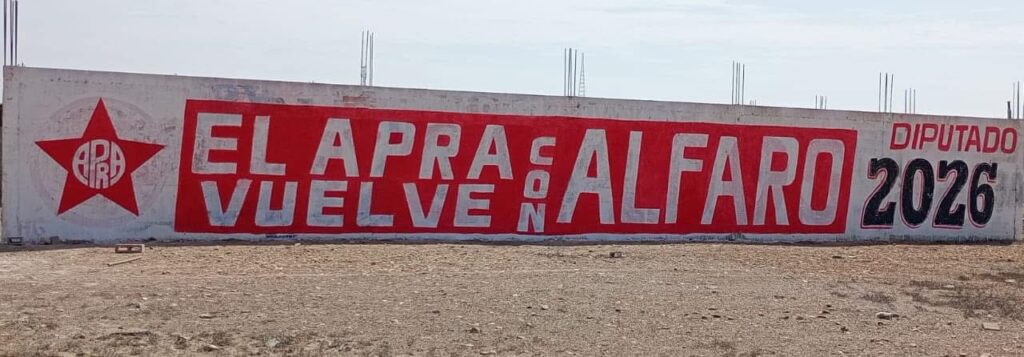 APRA
EL APRA
VUELVE
CON
ALFARO
DIPUTADO
2026